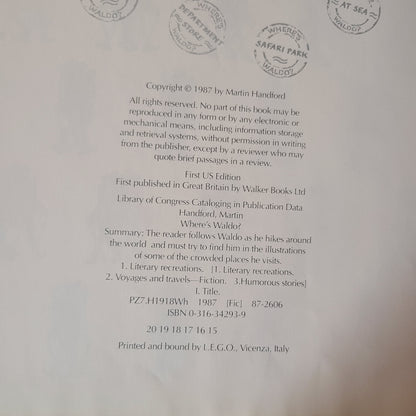 WALDO?
WHERE'S
DEPARTMENT
STORE
WALDO?
WHERE'S
SAFARI PARK
WALDO?
AT SEA
WALDO?
Copyright © 1987 by Martin Handford
All rights reserved. No part of this book may be
reproduced in any form or by any electronic or
mechanical means, including information storage
and retrieval systems, without permission in writing
from the publisher, except by a reviewer who may
quote brief passages in a review.
First US Edition
First published in Great Britain by Walker Books Ltd
Library of Congress Cataloging in Publication Data
Handford, Martin
Where's Waldo?
Summary: The reader follows Waldo as he hikes around
the world and must try to find him in the illustrations
of some of the crowded places he visits.
1. Literary recreations. [1. Literary recreations.
2. Voyages and travels—Fiction. 3.Humorous stories]
I. Title.
PZ7.H1918Wh 1987 [Fic] 87-2606
ISBN 0-316-34293-9
20 19 18 17 16 15
Printed and bound by L.E.G.O., Vicenza, Italy